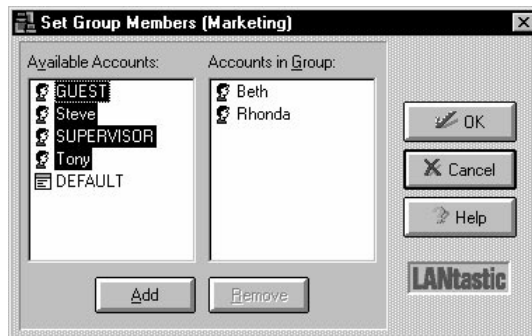 Set Group Members (Marketing)
Available Accounts:
GUEST
Steve
SUPERVISOR
Tony
DEFAULT
Accounts in Group:
Beth
Rhonda
Add
Remove
OK
Cancel
Help
LANtastic